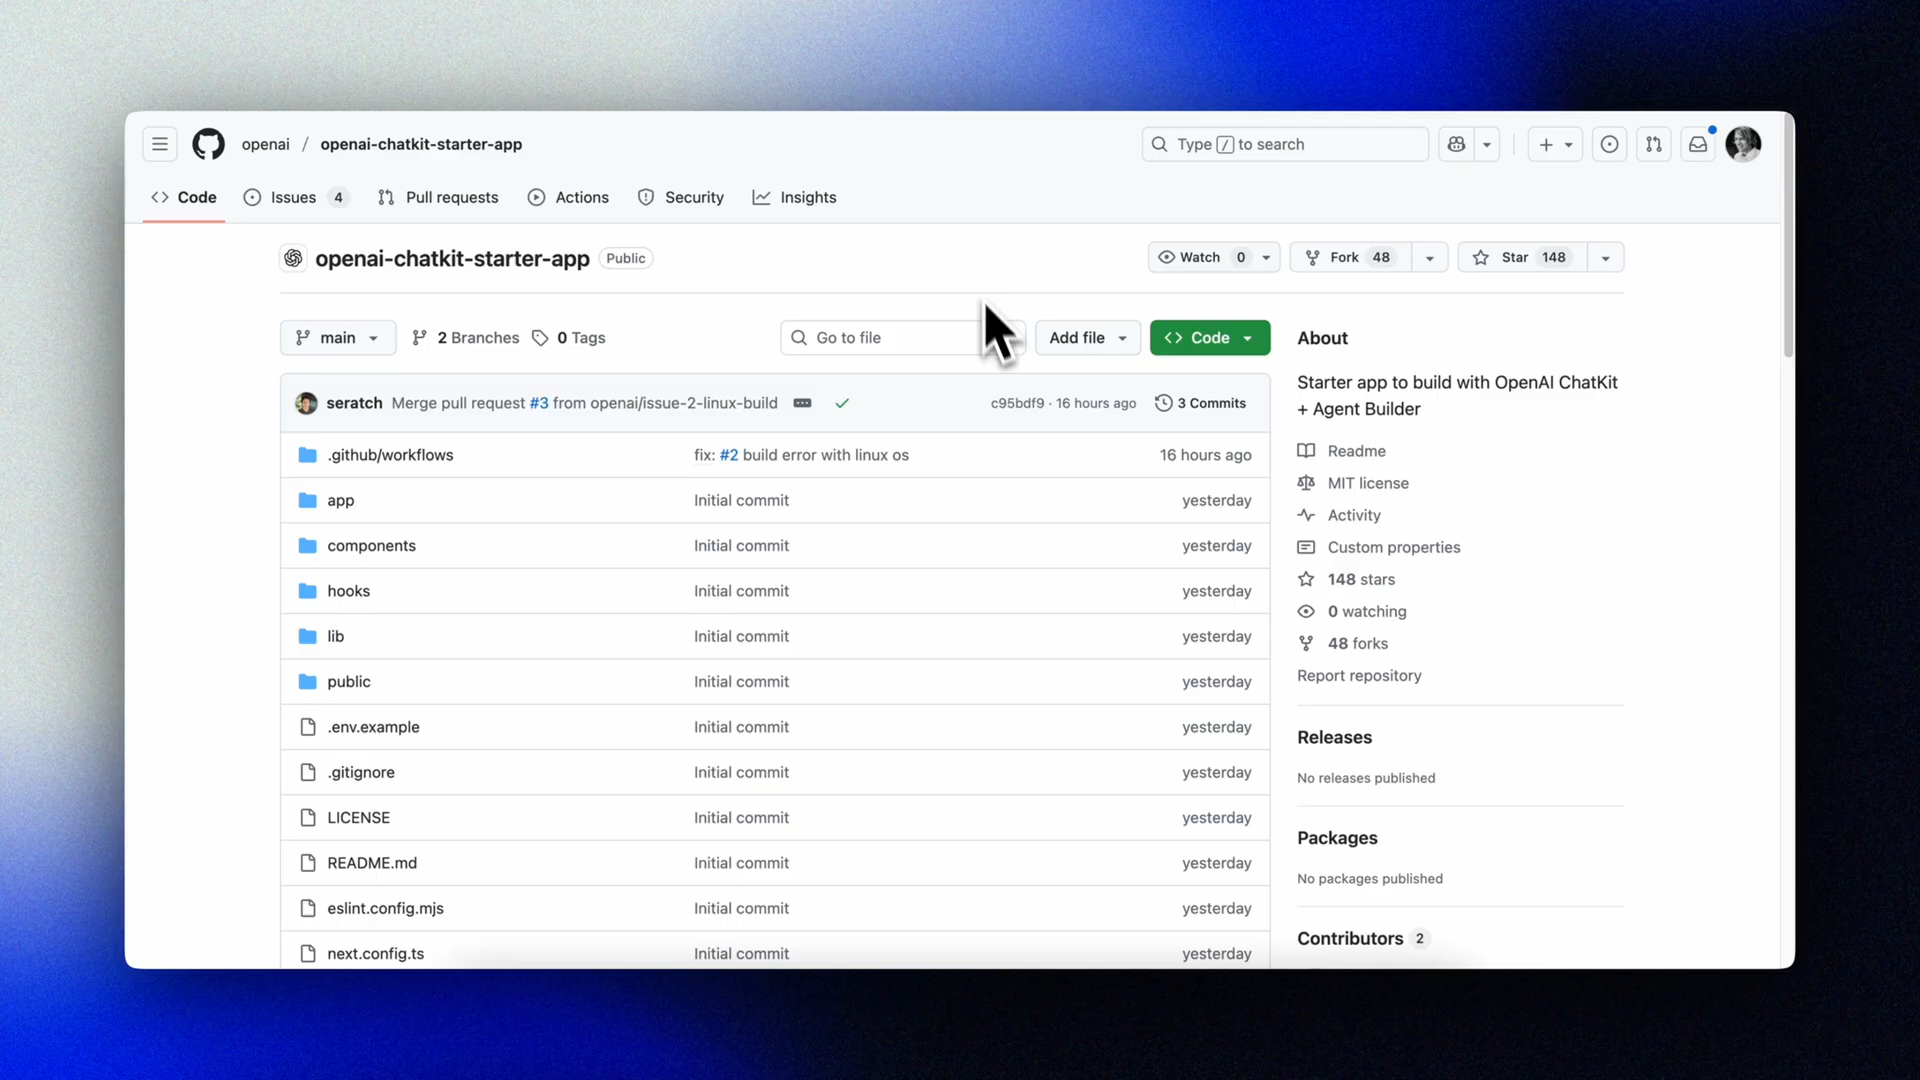 openai / openai-chatkit-starter-app
Type / to search
Code
Issues 4
Pull requests
Actions
Security
Insights
openai-chatkit-starter-app Public
Watch 0
Fork 48
Star 148
main
2 Branches
0 Tags
Go to file
Add file
Code
seratch Merge pull request #3 from openai/issue-2-linux-build
c95bdf9 · 16 hours ago
3 Commits
.github/workflows fix: #2 build error with linux os 16 hours ago
app Initial commit yesterday
components Initial commit yesterday
hooks Initial commit yesterday
lib Initial commit yesterday
public Initial commit yesterday
.env.example Initial commit yesterday
.gitignore Initial commit yesterday
LICENSE Initial commit yesterday
README.md Initial commit yesterday
eslint.config.mjs Initial commit yesterday
next.config.ts Initial commit yesterday
About
Starter app to build with OpenAI ChatKit
+ Agent Builder
Readme
MIT license
Activity
Custom properties
148 stars
0 watching
48 forks
Report repository
Releases
No releases published
Packages
No packages published
Contributors 2